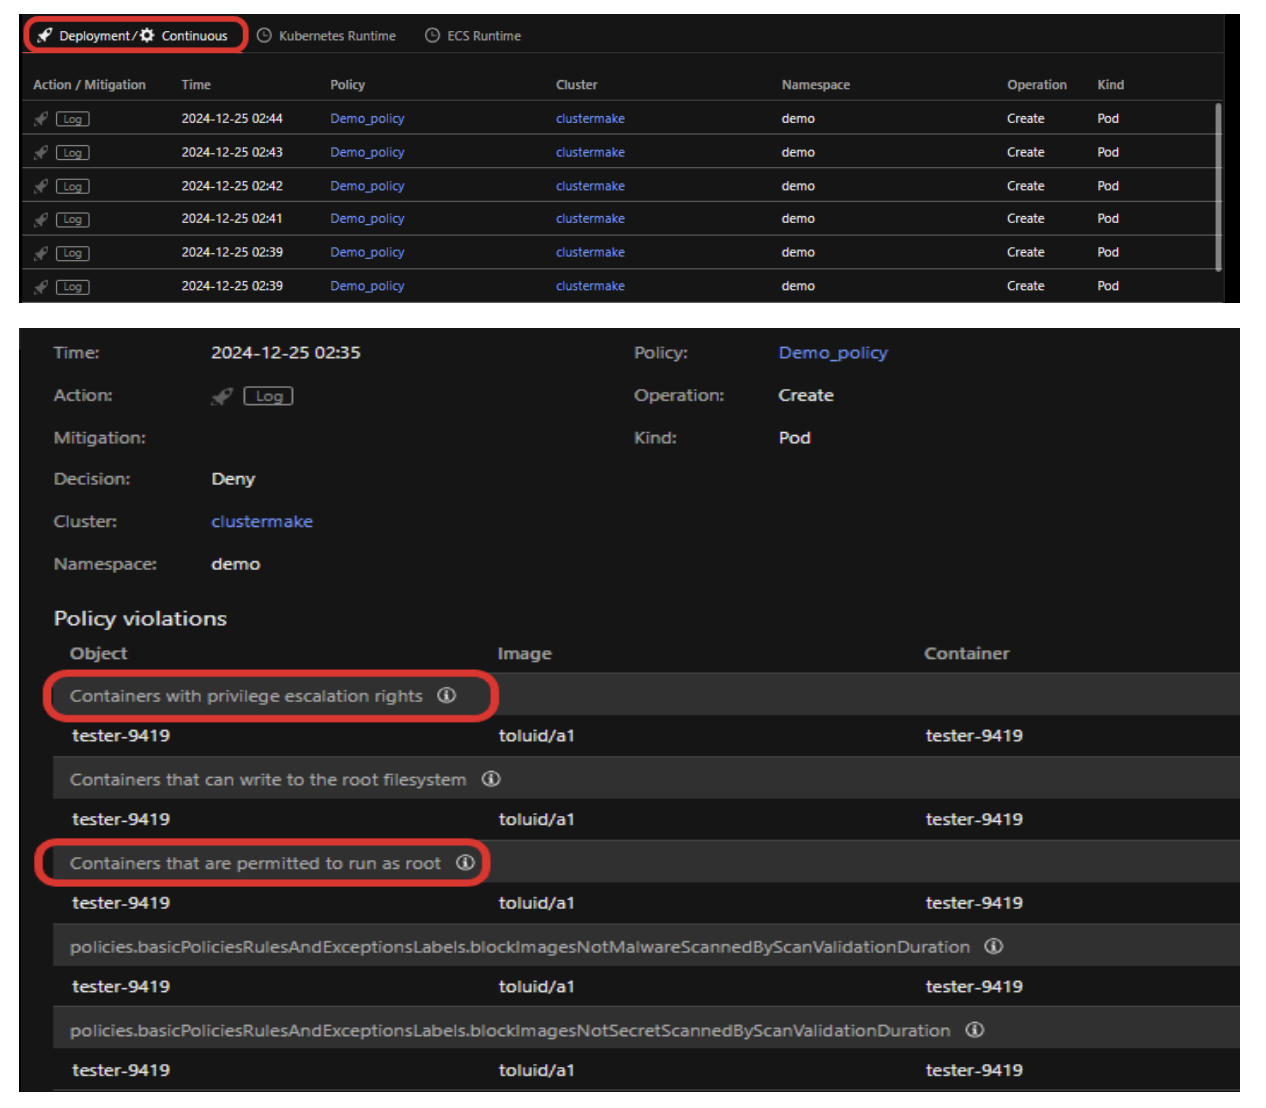 Deployment/ Continuous Kubernetes Runtime ECS Runtime
Action / Mitigation Time Policy Cluster Namespace Operation Kind
Log 2024-12-25 02:44 Demo_policy clustermake demo Create Pod
Log 2024-12-25 02:43 Demo_policy clustermake demo Create Pod
Log 2024-12-25 02:42 Demo_policy clustermake demo Create Pod
Log 2024-12-25 02:41 Demo_policy clustermake demo Create Pod
Log 2024-12-25 02:39 Demo_policy clustermake demo Create Pod
Log 2024-12-25 02:39 Demo_policy clustermake demo Create Pod
Time: 2024-12-25 02:35 Policy: Demo_policy
Action: Log Operation: Create
Mitigation: Kind: Pod
Decision: Deny
Cluster: clustermake
Namespace: demo
Policy violations
Object Image Container
Containers with privilege escalation rights
tester-9419 toluid/a1 tester-9419
Containers that can write to the root filesystem
tester-9419 toluid/a1 tester-9419
Containers that are permitted to run as root
tester-9419 toluid/a1 tester-9419
policies.basicPoliciesRulesAndExceptionsLabels.blockImagesNotMalwareScannedByScanValidationDuration
tester-9419 toluid/a1 tester-9419
policies.basicPoliciesRulesAndExceptionsLabels.blockImagesNotSecretScannedByScanValidationDuration
tester-9419 toluid/a1 tester-9419